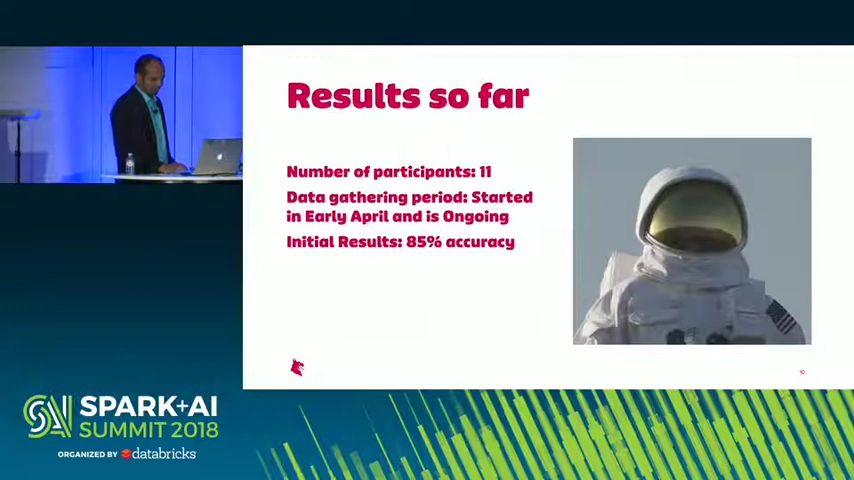 Results so far
Number of participants: 11
Data gathering period: Started
in Early April and is Ongoing
Initial Results: 85% accuracy
10
SPARK+AI
SUMMIT 2018
ORGANIZED BY databricks